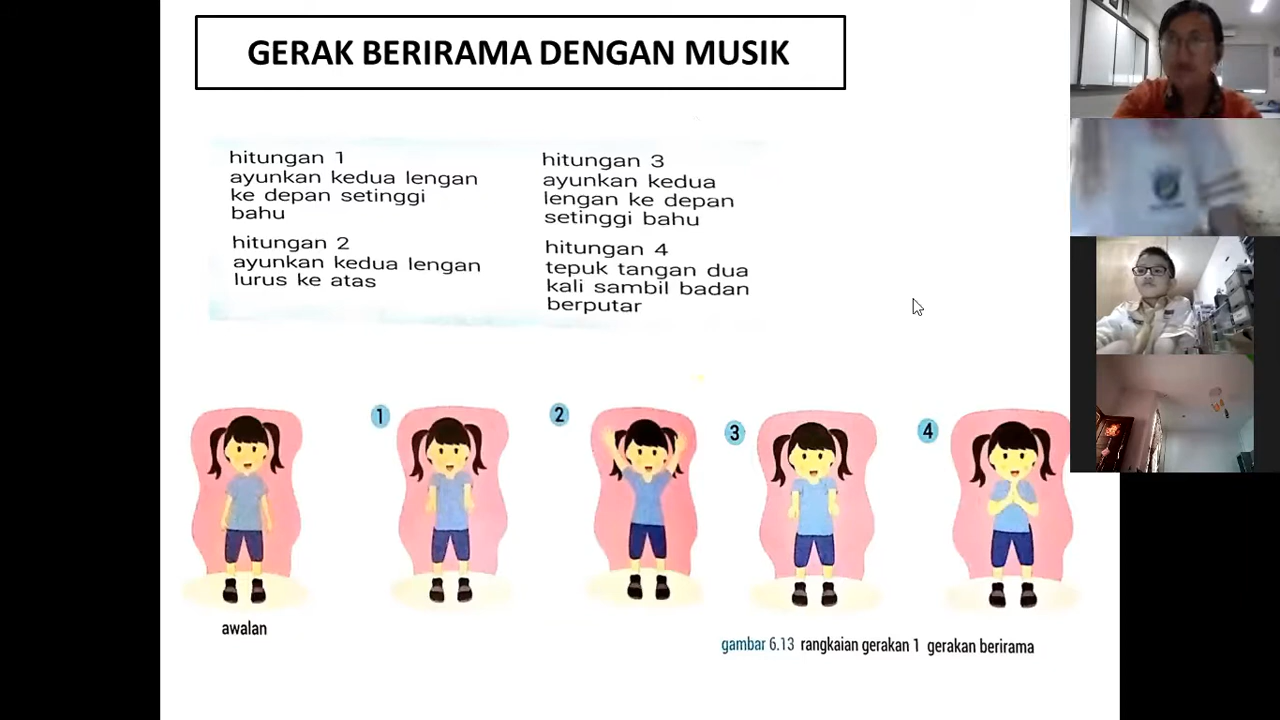 GERAK BERIRAMA DENGAN MUSIK
hitungan 1
ayunkan kedua lengan
ke depan setinggi
bahu
hitungan 2
ayunkan kedua lengan
lurus ke atas
hitungan 3
ayunkan kedua
lengan ke depan
setinggi bahu
hitungan 4
tepuk tangan dua
kali sambil badan
berputar
1
2
3
4
awalan
gambar 6.13 rangkaian gerakan 1 gerakan berirama